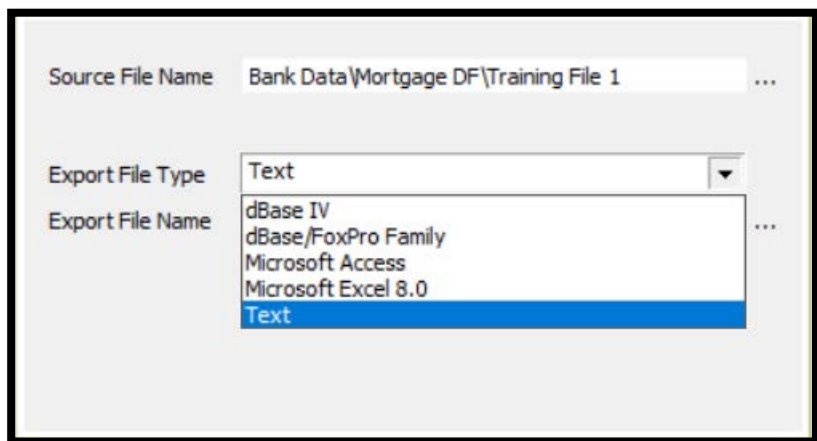 Source File Name Bank Data\Mortgage DF\Training File 1 ...
Export File Type Text
Export File Name ...
dBase IV
dBase/FoxPro Family
Microsoft Access
Microsoft Excel 8.0
Text